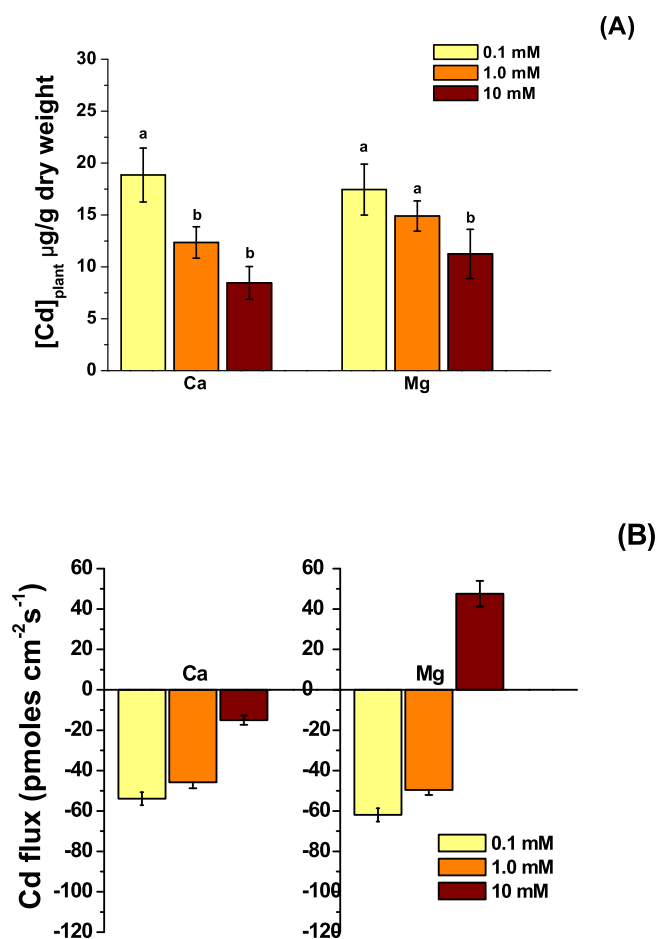 (A)
0.1 mM
1.0 mM
10 mM
[Cd]plant µg/g dry weight
30
25
20
15
10
5
0
a
b
b
a
a
b
Ca
Mg
(B)
Cd flux (pmoles cm-2s-1)
60
40
20
0
-20
-40
-60
-80
-100
-120
Ca
60
40
20
0
-20
-40
-60
-80
-100
-120
Mg
0.1 mM
1.0 mM
10 mM